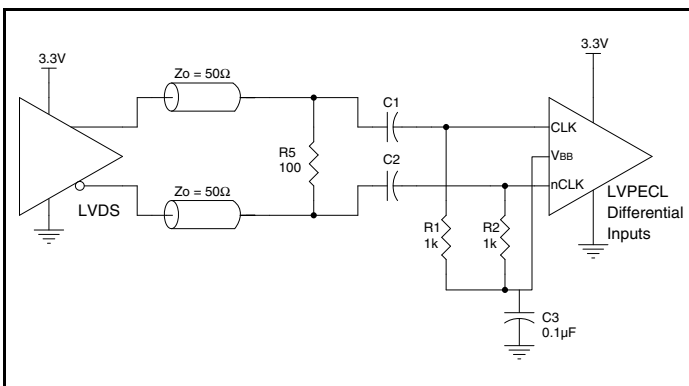 3.3V
3.3V
Zo = 50Ω
C1
CLK
R5
100
C2
VBB
Zo = 50Ω
nCLK
LVDS
LVPECL
Differential
Inputs
R1
1k
R2
1k
C3
0.1µF